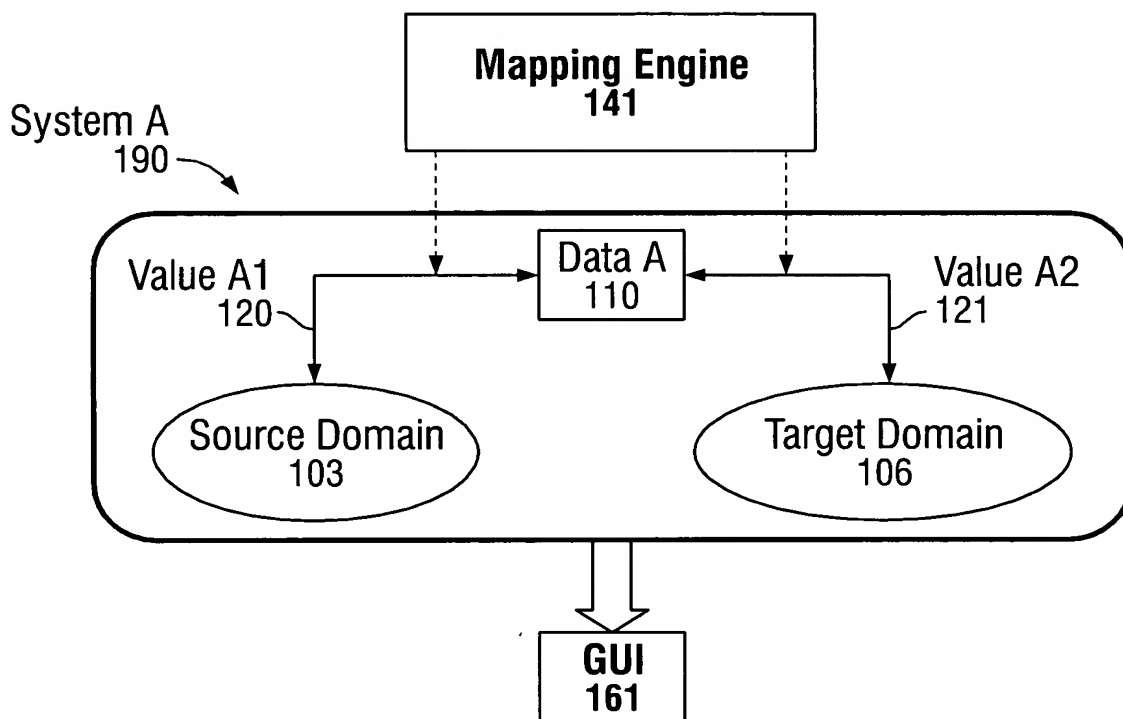 Mapping Engine
141
System A
190
Data A
110
Value A1
120
Value A2
121
Source Domain
103
Target Domain
106
GUI
161